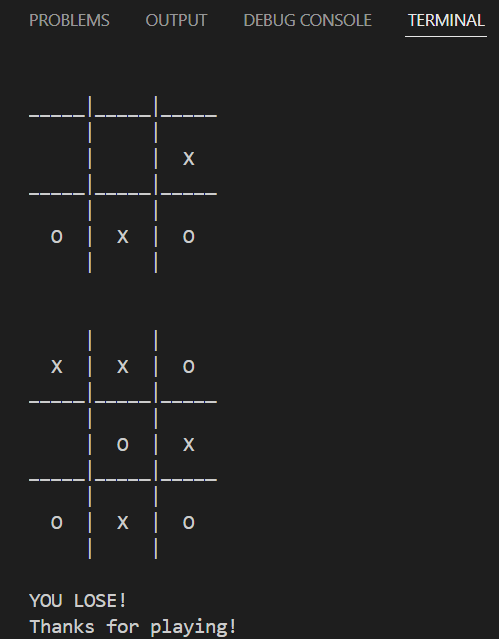 PROBLEMS OUTPUT DEBUG CONSOLE TERMINAL
_____|_____|_____
     |     |
     |     |  X
_____|_____|_____
     |     |
  O  |  X  |  O
     |     |
     |     |
  X  |  X  |  O
_____|_____|_____
     |     |
     |  O  |  X
_____|_____|_____
     |     |
  O  |  X  |  O
     |     |
YOU LOSE!
Thanks for playing!